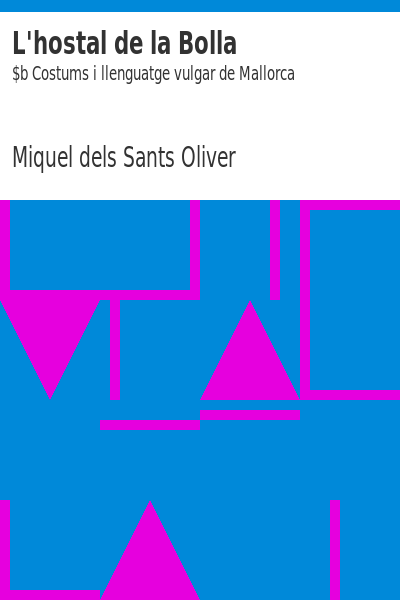 L'hostal de la Bolla
$b Costums i llenguatge vulgar de Mallorca
Miquel dels Sants Oliver